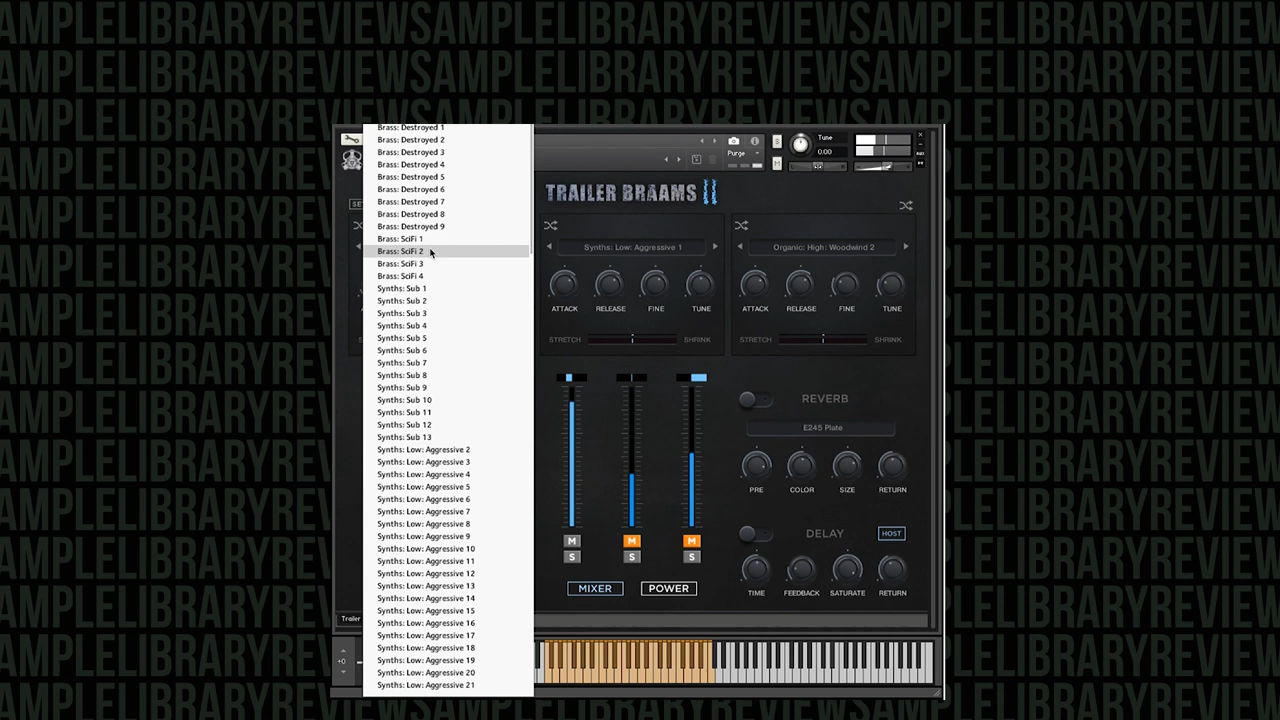 AMPLELIBRARYREVIEWSAMPLELIBRARYREVIEWSAMPLELIBRARYREVIEWS
Brass: Destroyed 1
Brass: Destroyed 2
Brass: Destroyed 3
Brass: Destroyed 4
Brass: Destroyed 5
Brass: Destroyed 6
Brass: Destroyed 7
Brass: Destroyed 8
Brass: Destroyed 9
Brass: SciFi 1
Brass: SciFi 2
Brass: SciFi 3
Brass: SciFi 4
Synths: Sub 1
Synths: Sub 2
Synths: Sub 3
Synths: Sub 4
Synths: Sub 5
Synths: Sub 6
Synths: Sub 7
Synths: Sub 8
Synths: Sub 9
Synths: Sub 10
Synths: Sub 11
Synths: Sub 12
Synths: Sub 13
Synths: Low: Aggressive 2
Synths: Low: Aggressive 3
Synths: Low: Aggressive 4
Synths: Low: Aggressive 5
Synths: Low: Aggressive 6
Synths: Low: Aggressive 7
Synths: Low: Aggressive 8
Synths: Low: Aggressive 9
Synths: Low: Aggressive 10
Synths: Low: Aggressive 11
Synths: Low: Aggressive 12
Synths: Low: Aggressive 13
Synths: Low: Aggressive 14
Synths: Low: Aggressive 15
Synths: Low: Aggressive 16
Synths: Low: Aggressive 17
Synths: Low: Aggressive 18
Synths: Low: Aggressive 19
Synths: Low: Aggressive 20
Synths: Low: Aggressive 21
Purge
S
M
Tune
0.00
TRAILER BRAAMS II
Synths: Low: Aggressive 1
ATTACK RELEASE FINE TUNE
STRETCH SHRINK
Organic: High: Woodwind 2
ATTACK RELEASE FINE TUNE
STRETCH SHRINK
M M M
S S S
MIXER POWER
REVERB
E245 Plate
PRE COLOR SIZE RETURN
DELAY HOST
TIME FEEDBACK SATURATE RETURN
Trailer
+0